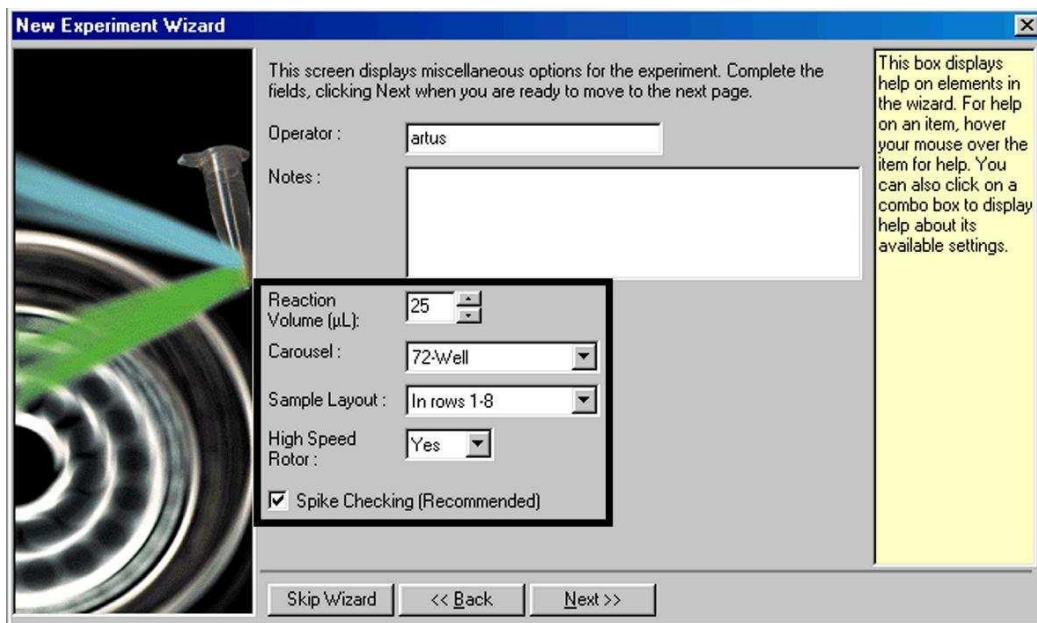 New Experiment Wizard
This screen displays miscellaneous options for the experiment. Complete the
fields, clicking Next when you are ready to move to the next page.
Operator :
artus
Notes :
Reaction
Volume (µL):
25
Carousel :
72-Well
Sample Layout :
In rows 1-8
High Speed
Rotor :
Yes
Spike Checking (Recommended)
Skip Wizard
<< Back
Next >>
This box displays
help on elements in
the wizard. For help
on an item, hover
your mouse over the
item for help. You
can also click on a
combo box to display
help about its
available settings.